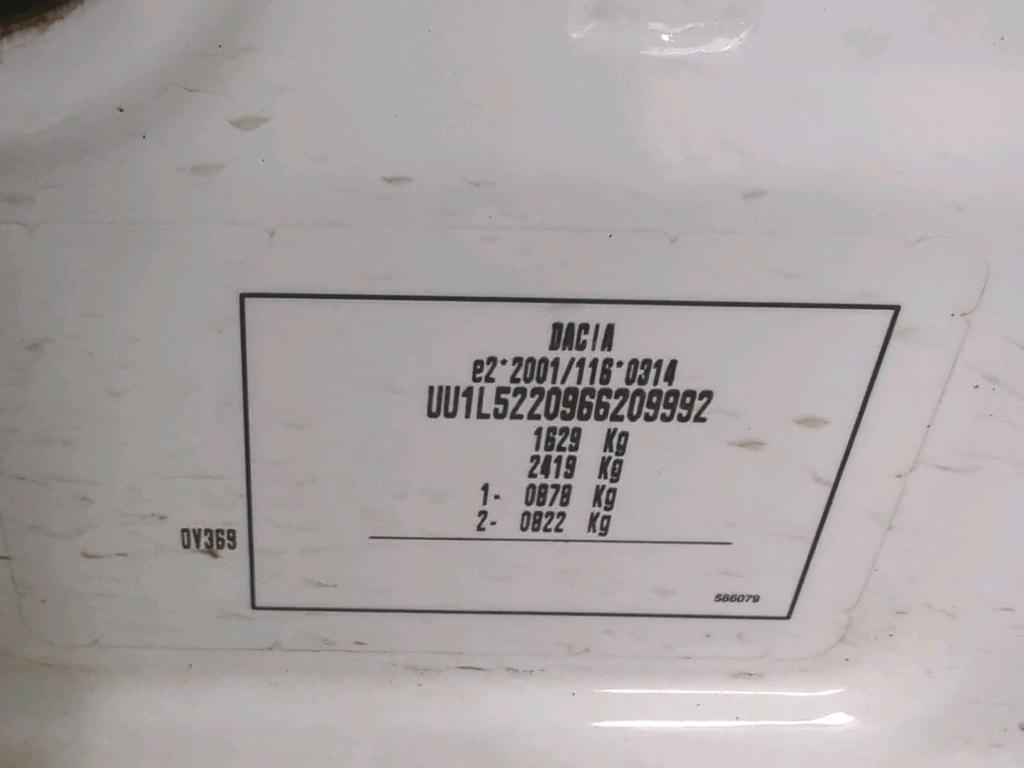 DACIA
e2*2001/116*0314
UU1L5220966209992
1629 Kg
2419 Kg
1- 0878 Kg
2- 0822 Kg
0V369
586079